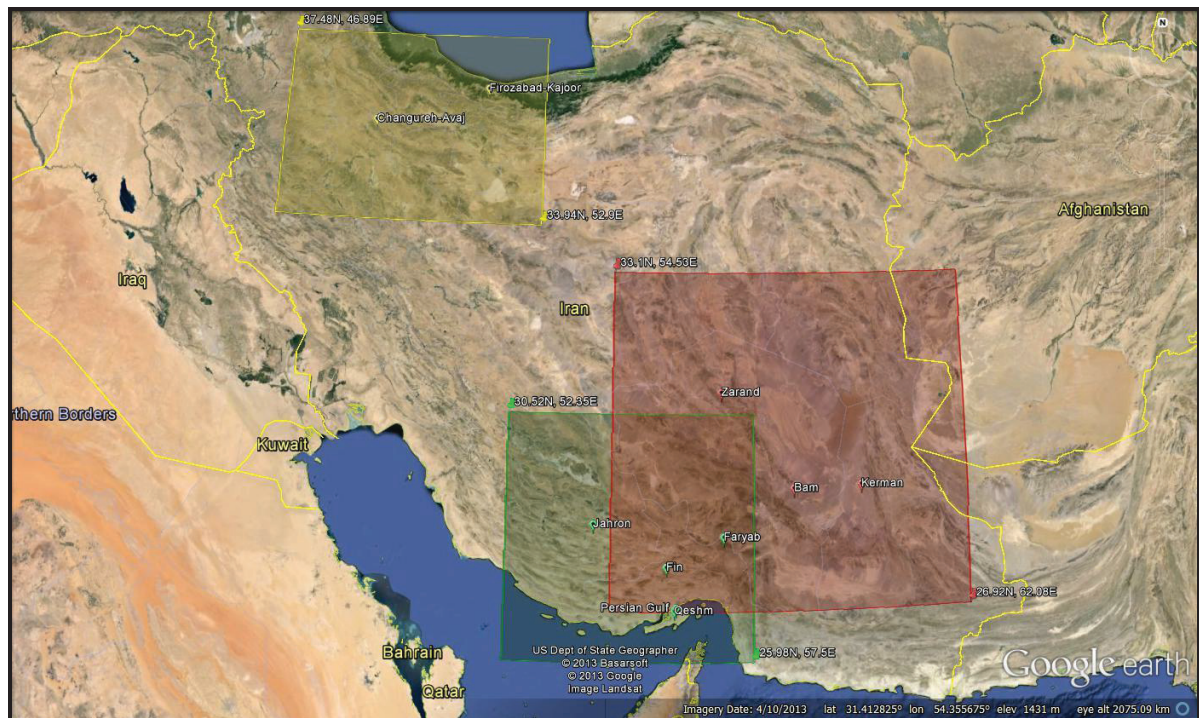 37.48N, 46.89E
N
Firozabad-Kajoor
Changureh-Avaj
33.94N, 52.9E
Afghanistan
33.1N, 54.53E
Iraq
Iran
Zarand
30.52N, 52.35E
rthern Borders
Kuwait
Bam
Kerman
Jahron
Faryab
Fin
26.92N, 62.08E
Persian Gulf
Qeshm
Bahrain
US Dept of State Geographer
© 2013 Basarsoft
© 2013 Google
Image Landsat
25.98N, 57.5E
Qatar
Google earth
Imagery Date: 4/10/2013 lat 31.412825° lon 54.355675° elev 1431 m eye alt 2075.09 km